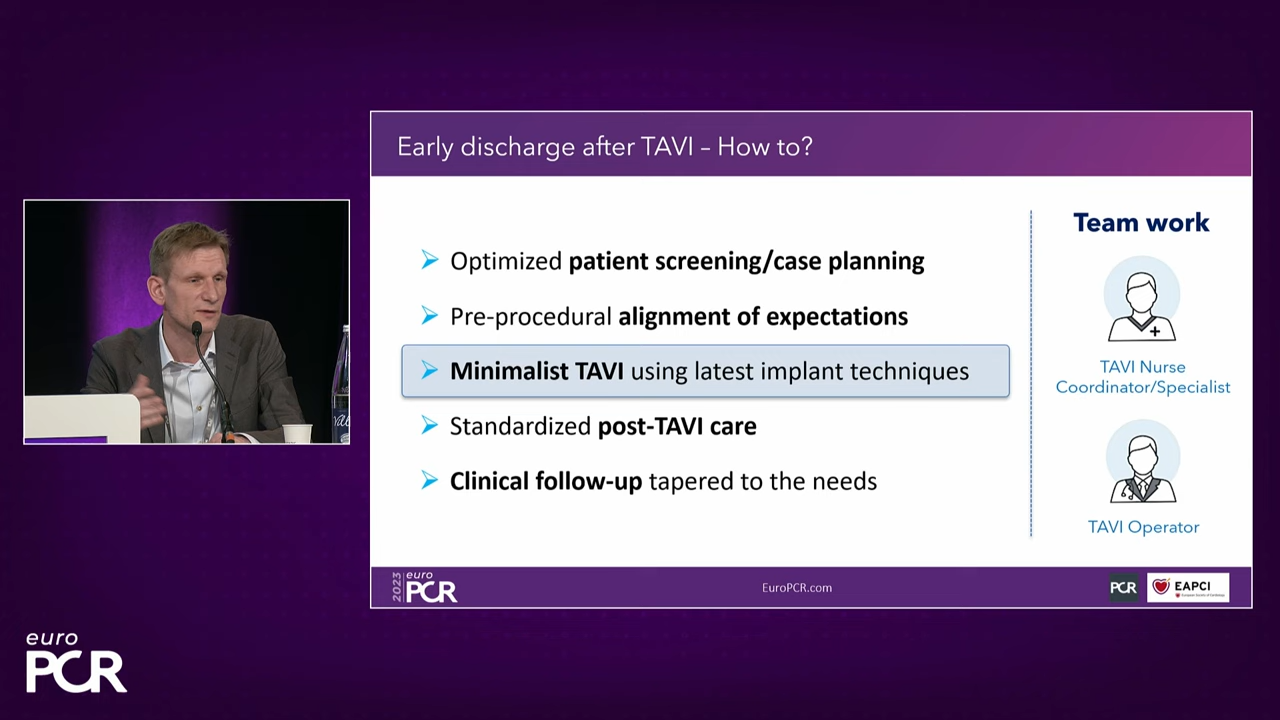 Early discharge after TAVI – How to?
Optimized patient screening/case planning
Pre-procedural alignment of expectations
Minimalist TAVI using latest implant techniques
Standardized post-TAVI care
Clinical follow-up tapered to the needs
Team work
TAVI Nurse
Coordinator/Specialist
TAVI Operator
2023
euro
PCR
EuroPCR.com
PCR
EAPCI
euro
PCR